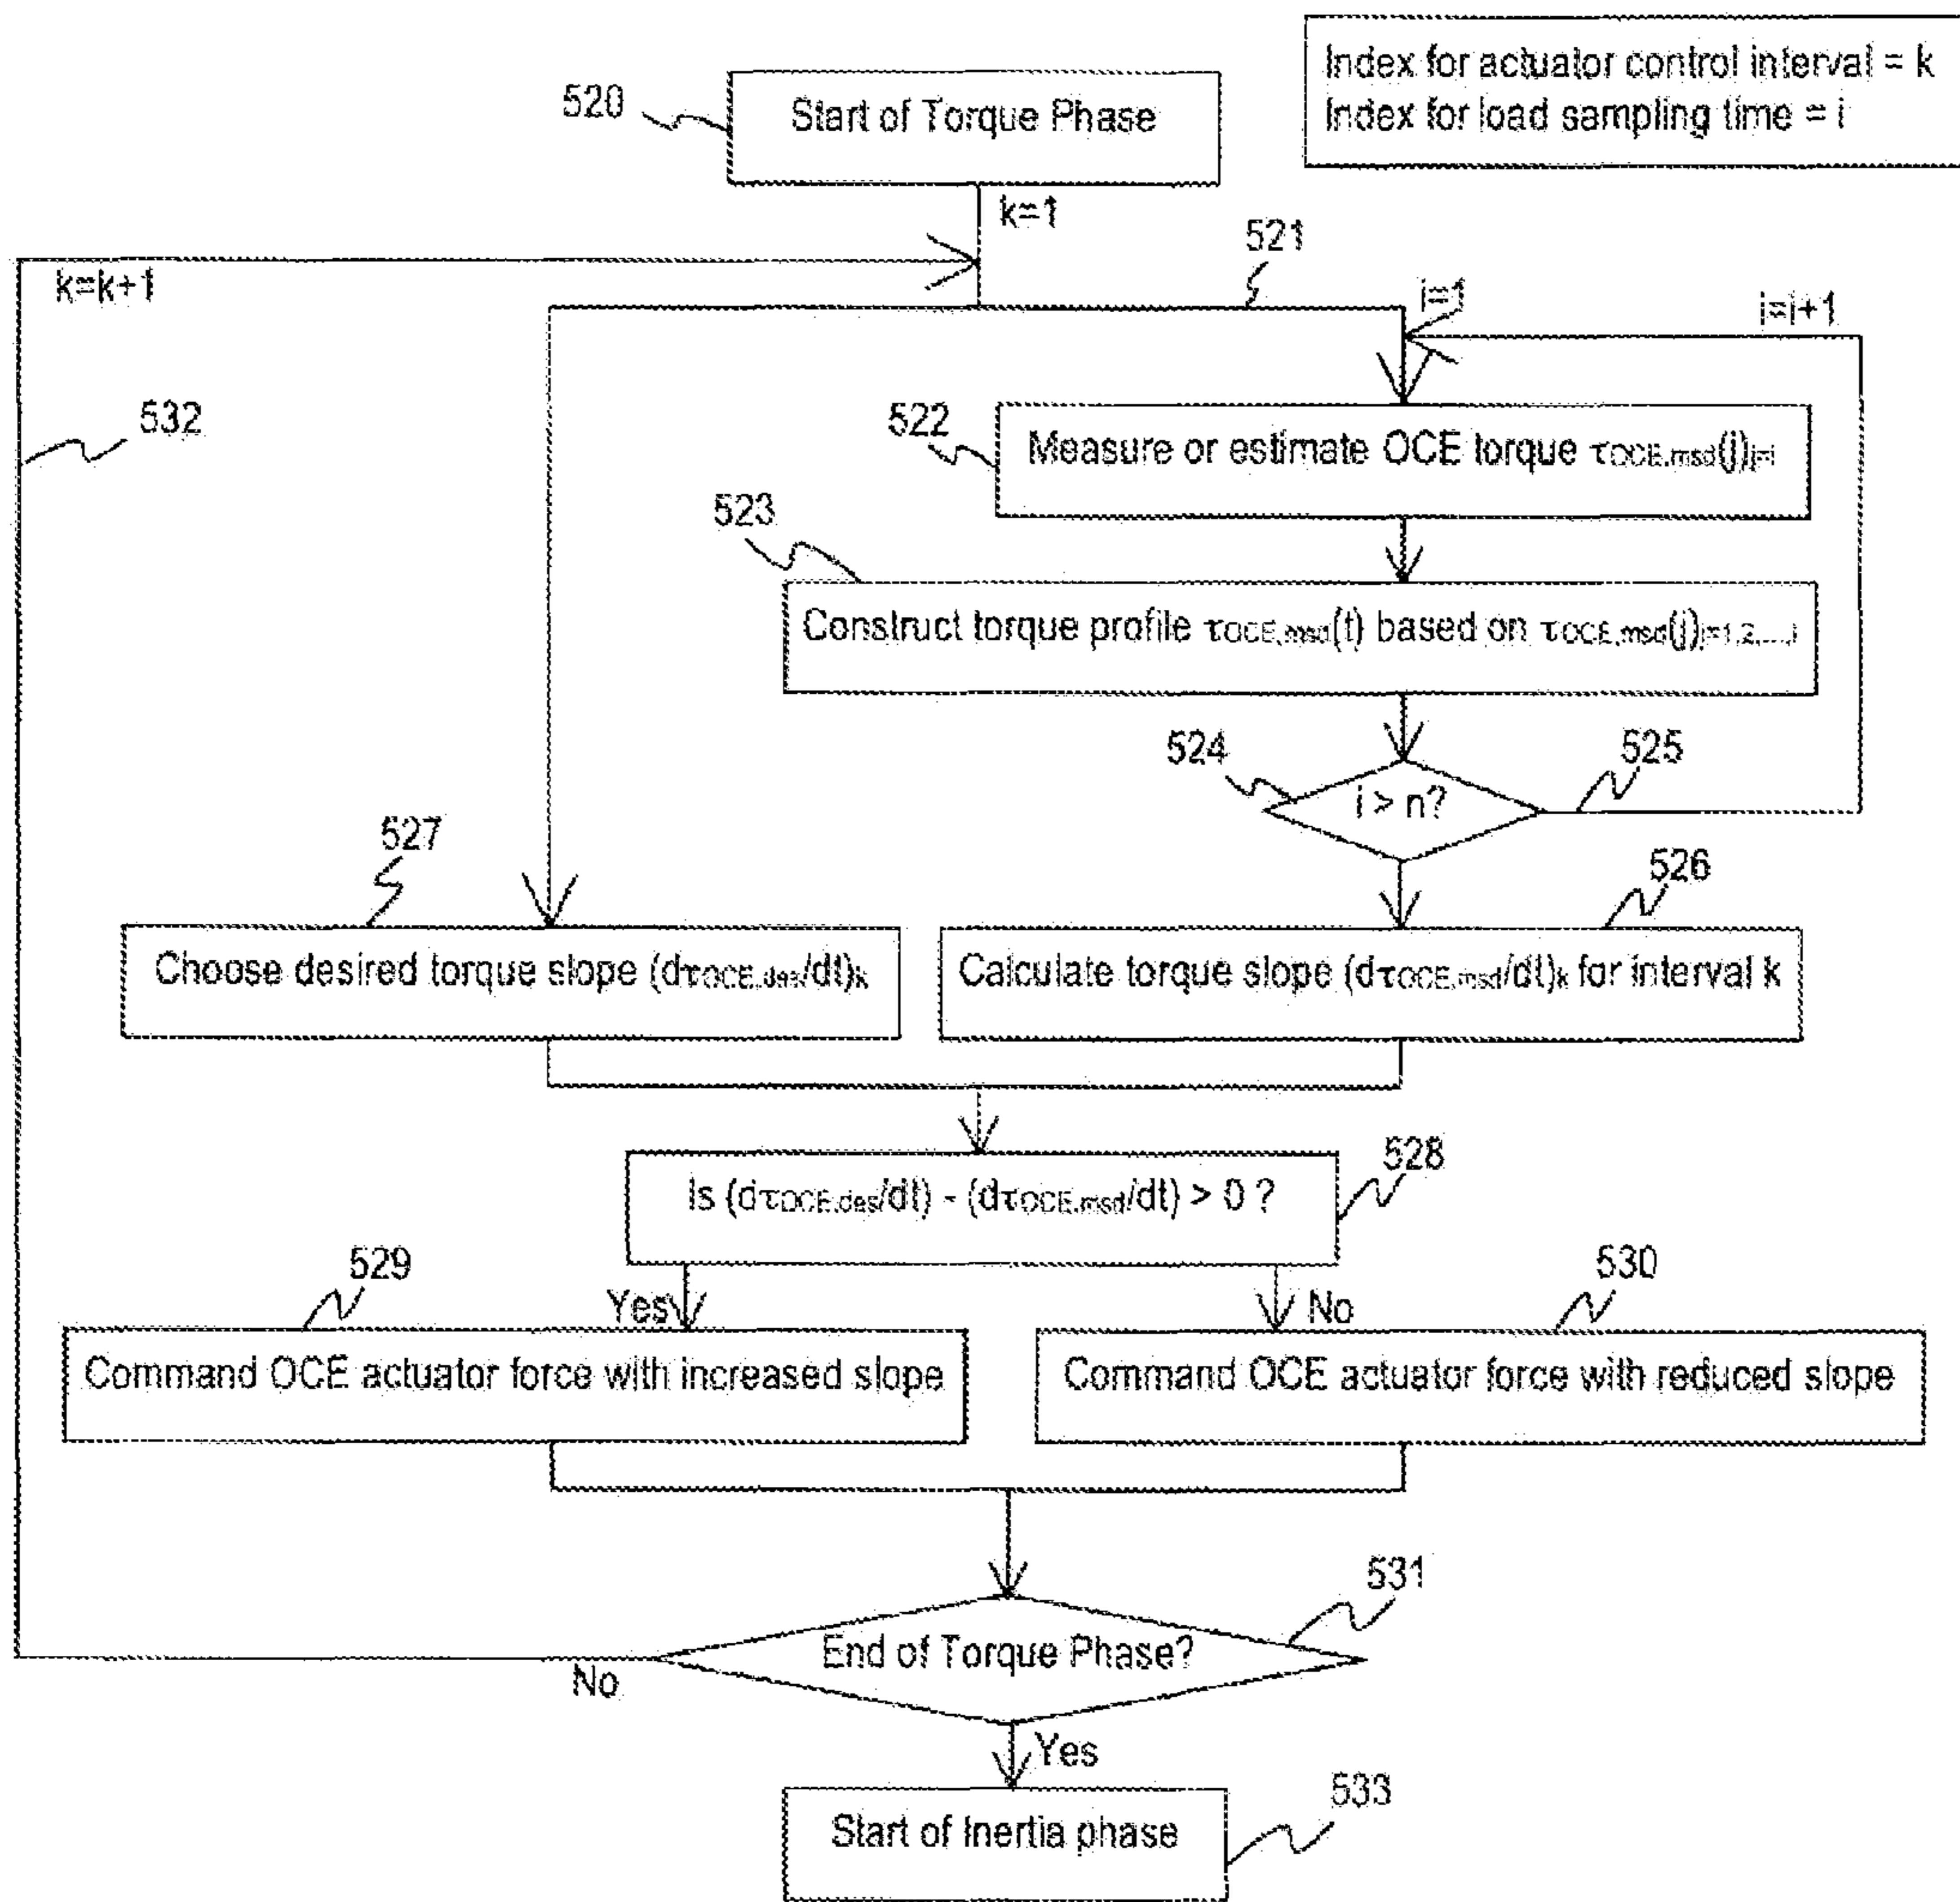 Index for actuator control interval = k
Index for load sampling time = i
520
Start of Torque Phase
k=1
521
k=k+1
i=1
i=i+1
532
522
Measure or estimate OCE torque τOCE,msd(j)j=i
523
Construct torque profile τOCE,msd(t) based on τOCE,msd(j)j=1,2,...,i
524
525
i > n?
527
526
Choose desired torque slope (dτOCE,des/dt)k
Calculate torque slope (dτOCE,msd/dt)k for interval k
528
Is (dτOCE,des/dt) - (dτOCE,msd/dt) > 0 ?
529
530
Yes
No
Command OCE actuator force with increased slope
Command OCE actuator force with reduced slope
531
End of Torque Phase?
No
Yes
533
Start of Inertia phase